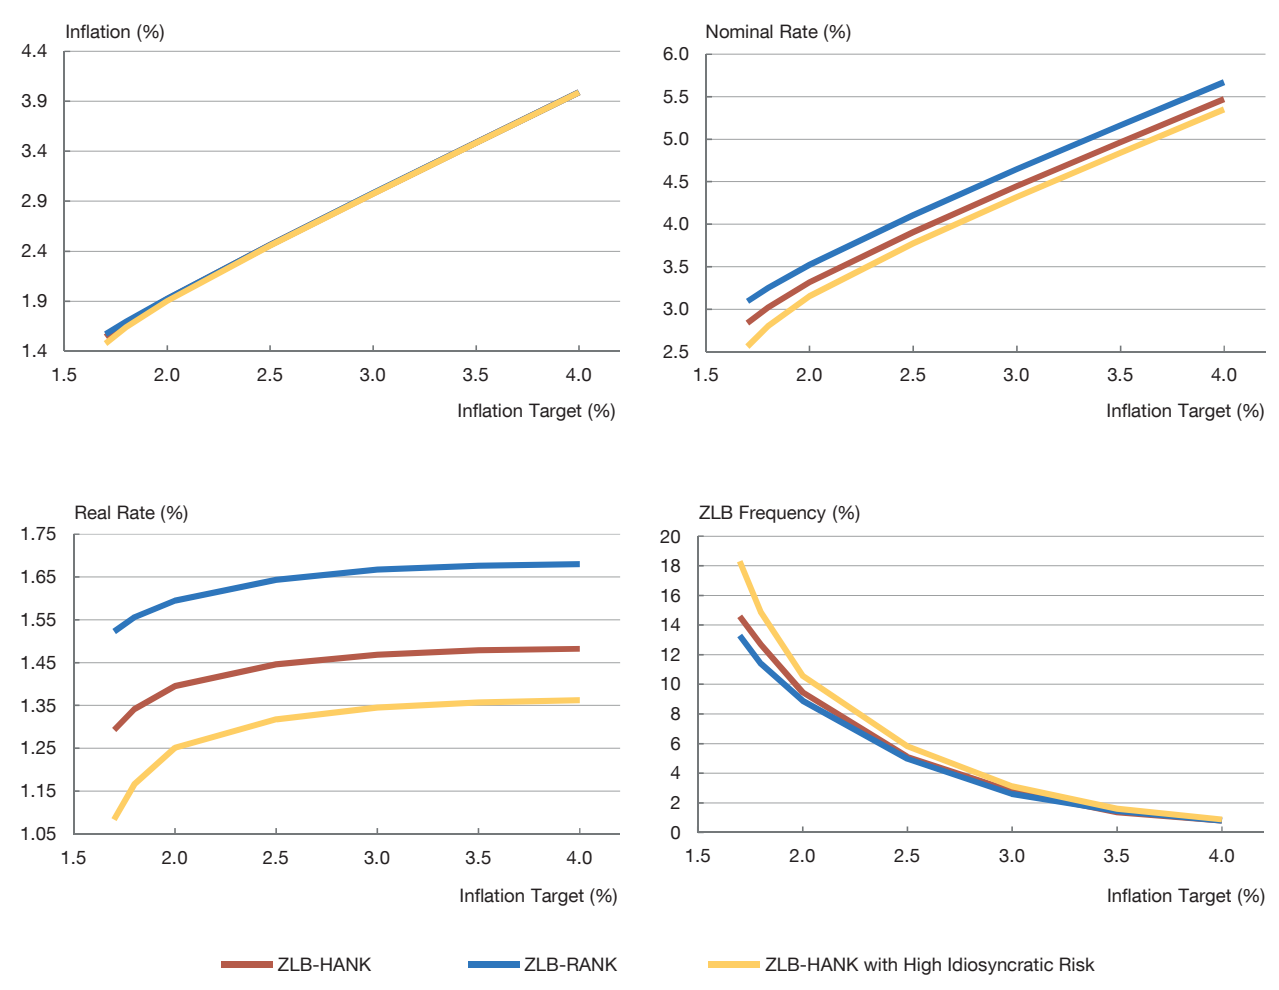 Inflation (%)
4.4
3.9
3.4
2.9
2.4
1.9
1.4
1.5 2.0 2.5 3.0 3.5 4.0
Inflation Target (%)
Nominal Rate (%)
6.0
5.5
5.0
4.5
4.0
3.5
3.0
2.5
1.5 2.0 2.5 3.0 3.5 4.0
Inflation Target (%)
Real Rate (%)
1.75
1.65
1.55
1.45
1.35
1.25
1.15
1.05
1.5 2.0 2.5 3.0 3.5 4.0
Inflation Target (%)
ZLB Frequency (%)
20
18
16
14
12
10
8
6
4
2
0
1.5 2.0 2.5 3.0 3.5 4.0
Inflation Target (%)
ZLB-HANK ZLB-RANK ZLB-HANK with High Idiosyncratic Risk